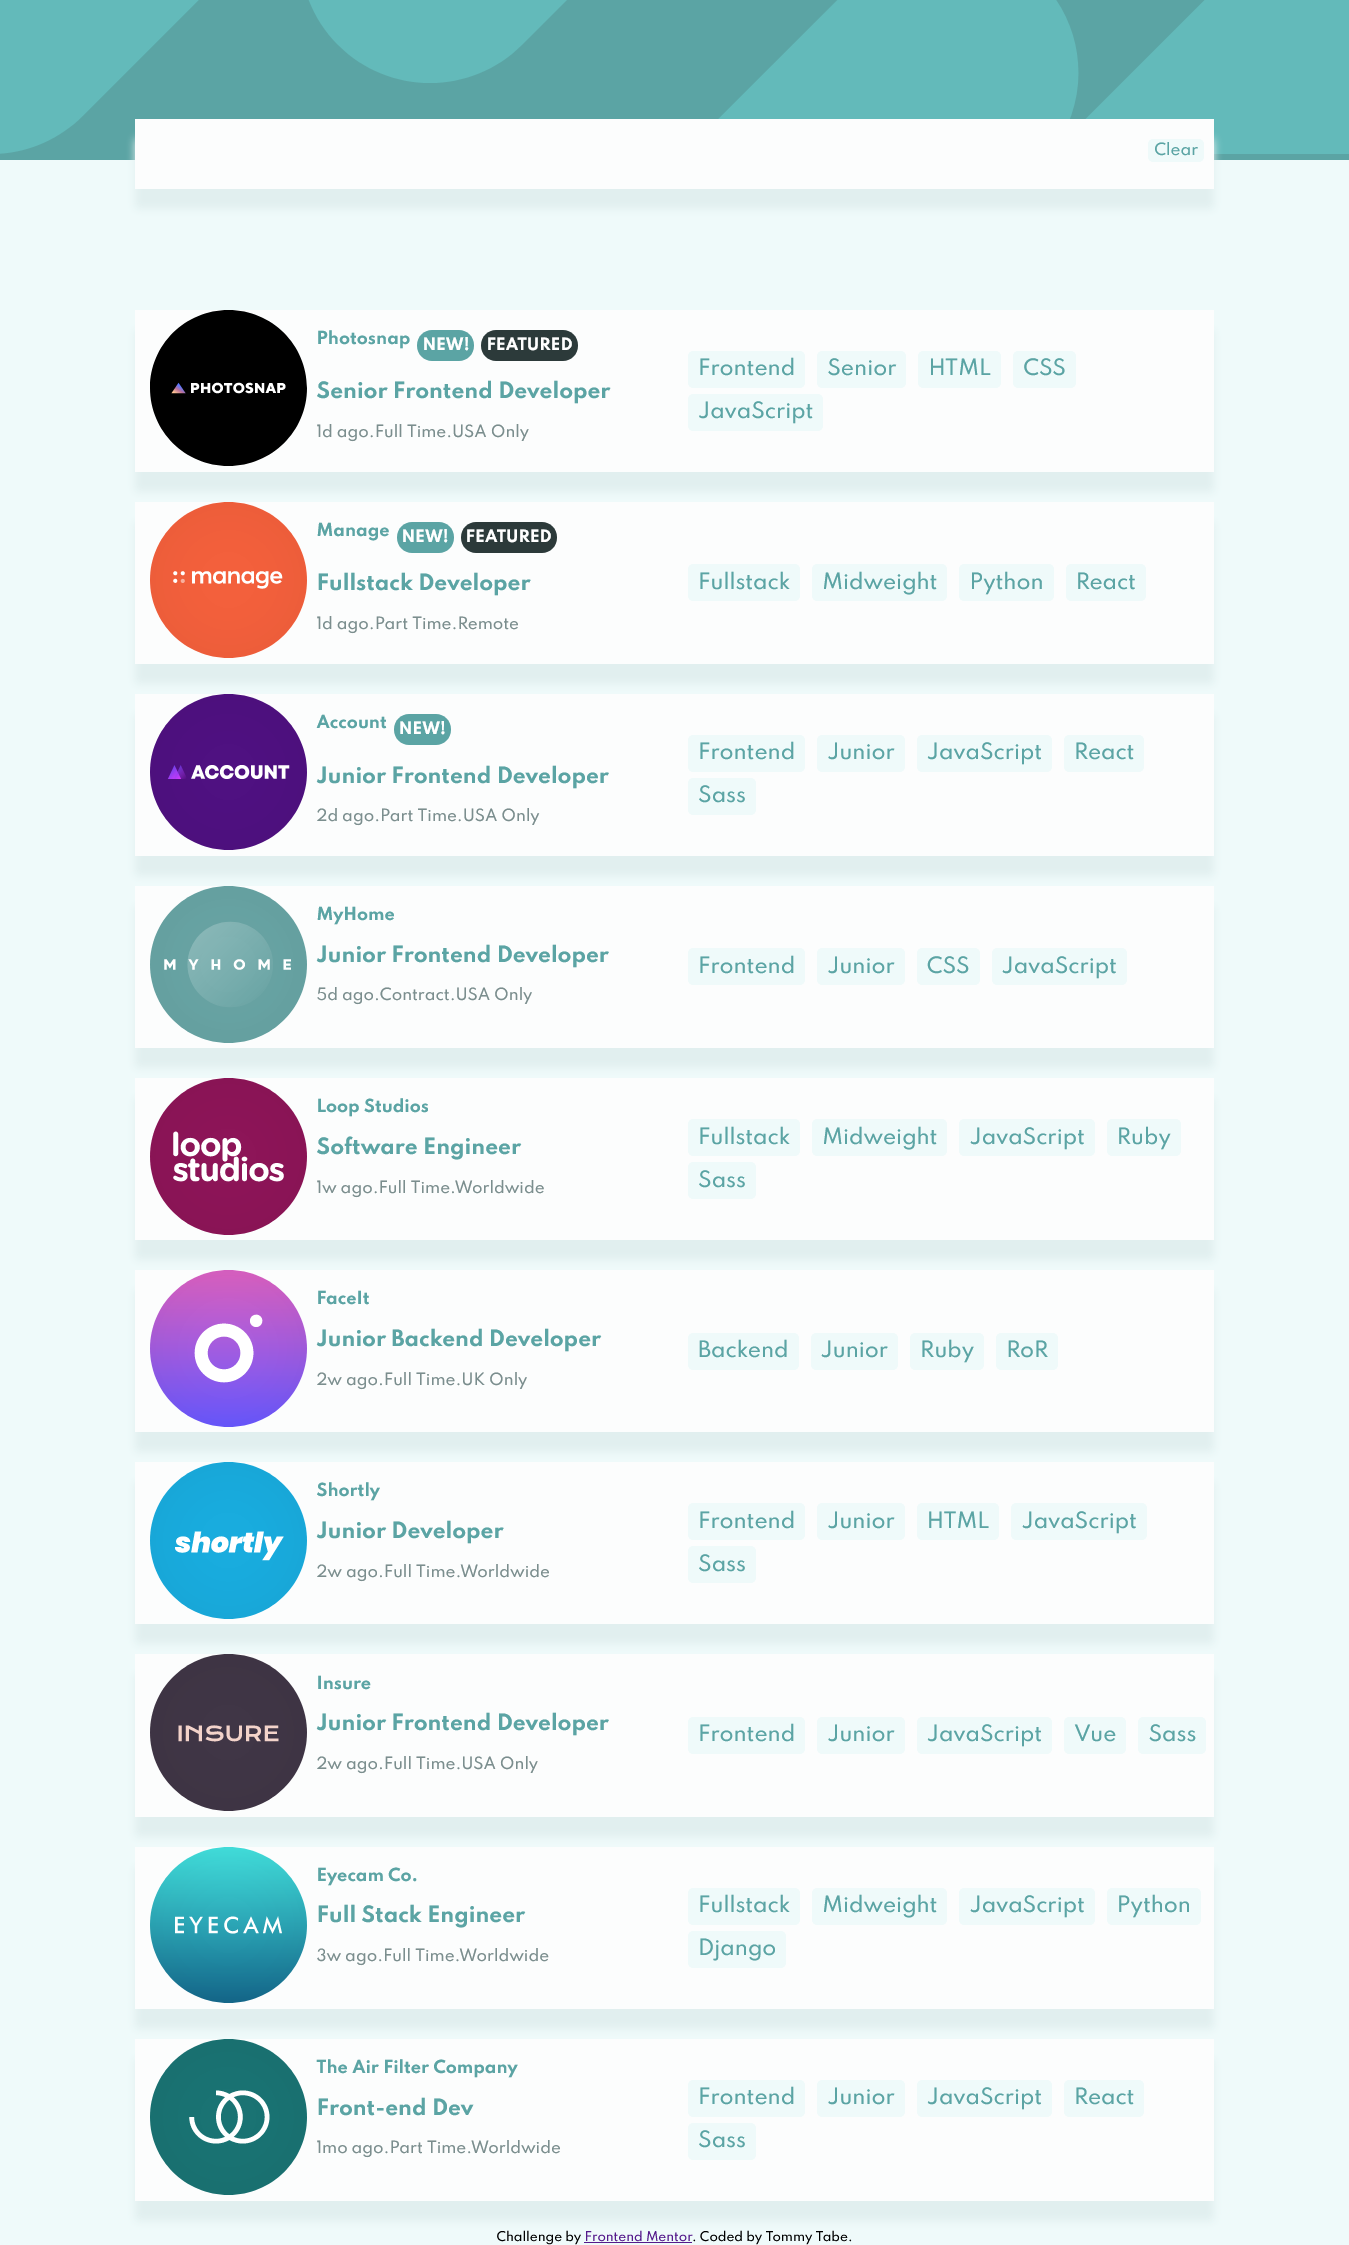 Clear
PHOTOSNAP
Photosnap NEW! FEATURED
Senior Frontend Developer
1d ago.Full Time.USA Only
Frontend Senior HTML CSS
JavaScript
manage
Manage NEW! FEATURED
Fullstack Developer
1d ago.Part Time.Remote
Fullstack Midweight Python React
ACCOUNT
Account NEW!
Junior Frontend Developer
2d ago.Part Time.USA Only
Frontend Junior JavaScript React
Sass
MYHOME
MyHome
Junior Frontend Developer
5d ago.Contract.USA Only
Frontend Junior CSS JavaScript
loop
studios
Loop Studios
Software Engineer
1w ago.Full Time.Worldwide
Fullstack Midweight JavaScript Ruby
Sass
FaceIt
Junior Backend Developer
2w ago.Full Time.UK Only
Backend Junior Ruby RoR
shortly
Shortly
Junior Developer
2w ago.Full Time.Worldwide
Frontend Junior HTML JavaScript
Sass
INSURE
Insure
Junior Frontend Developer
2w ago.Full Time.USA Only
Frontend Junior JavaScript Vue Sass
EYECAM
Eyecam Co.
Full Stack Engineer
3w ago.Full Time.Worldwide
Fullstack Midweight JavaScript Python
Django
The Air Filter Company
Front-end Dev
1mo ago.Part Time.Worldwide
Frontend Junior JavaScript React
Sass
Challenge by Frontend Mentor. Coded by Tommy Tabe.